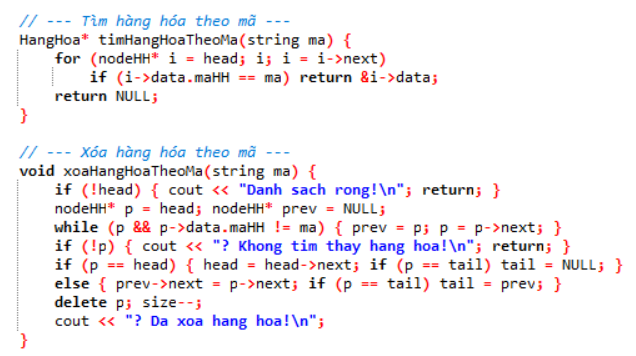 // --- Tìm hàng hóa theo mã ---
HangHoa* timHangHoaTheoMa(string ma) {
    for (nodeHH* i = head; i; i = i->next)
        if (i->data.maHH == ma) return &i->data;
    return NULL;
}

// --- Xóa hàng hóa theo mã ---
void xoaHangHoaTheoMa(string ma) {
    if (!head) { cout << "Danh sach rong!\n"; return; }
    nodeHH* p = head; nodeHH* prev = NULL;
    while (p && p->data.maHH != ma) { prev = p; p = p->next; }
    if (!p) { cout << "? Khong tim thay hang hoa!\n"; return; }
    if (p == head) { head = head->next; if (p == tail) tail = NULL; }
    else { prev->next = p->next; if (p == tail) tail = prev; }
    delete p; size--;
    cout << "? Da xoa hang hoa!\n";
}